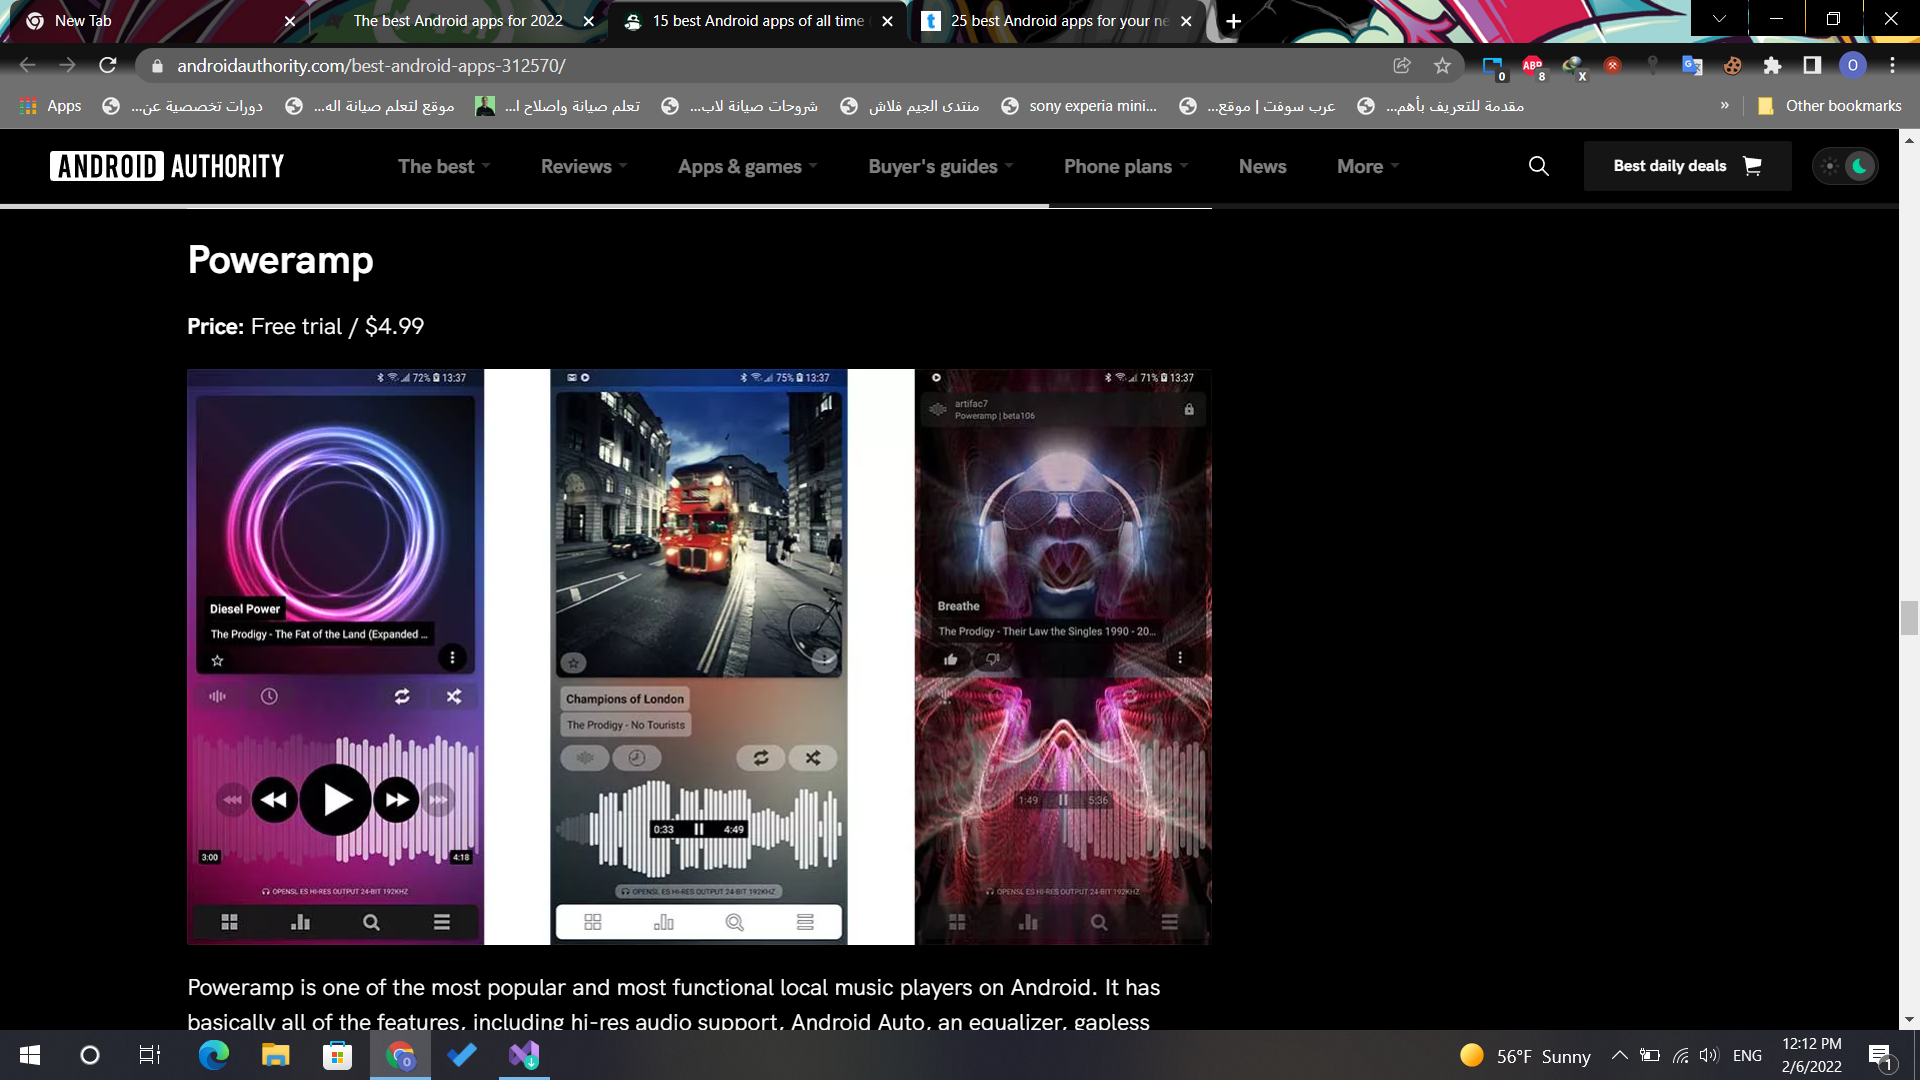 New Tab
The best Android apps for 2022
15 best Android apps of all time (
25 best Android apps for your ne
androidauthority.com/best-android-apps-312570/
0
ABP
8
X
O
Apps
دورات تخصصية عن...
موقع لتعلم صيانة اله...
تعلم صيانة واصلاح ا...
شروحات صيانة لاب...
منتدى الجيم فلاش
sony experia mini...
عرب سوفت | موقع...
مقدمة للتعريف بأهم...
»
Other bookmarks
ANDROID AUTHORITY
The best
Reviews
Apps & games
Buyer's guides
Phone plans
News
More
Best daily deals
Poweramp
Price: Free trial / $4.99
72% 13:37
Diesel Power
The Prodigy - The Fat of the Land (Expanded ...
3:00
4:18
OPENSL ES HI-RES OUTPUT 24-BIT 192KHZ
75% 13:37
Champions of London
The Prodigy - No Tourists
0:33
4:49
OPENSL ES HI-RES OUTPUT 24-BIT 192KHZ
71% 13:37
artifac7
Poweramp | beta106
Breathe
The Prodigy - Their Law the Singles 1990 - 20...
1:49
5:36
OPENSL ES HI-RES OUTPUT 24-BIT 192KHZ
Poweramp is one of the most popular and most functional local music players on Android. It has
basically all of the features, including hi-res audio support, Android Auto, an equalizer, gapless
56°F Sunny
ENG
12:12 PM
2/6/2022
1